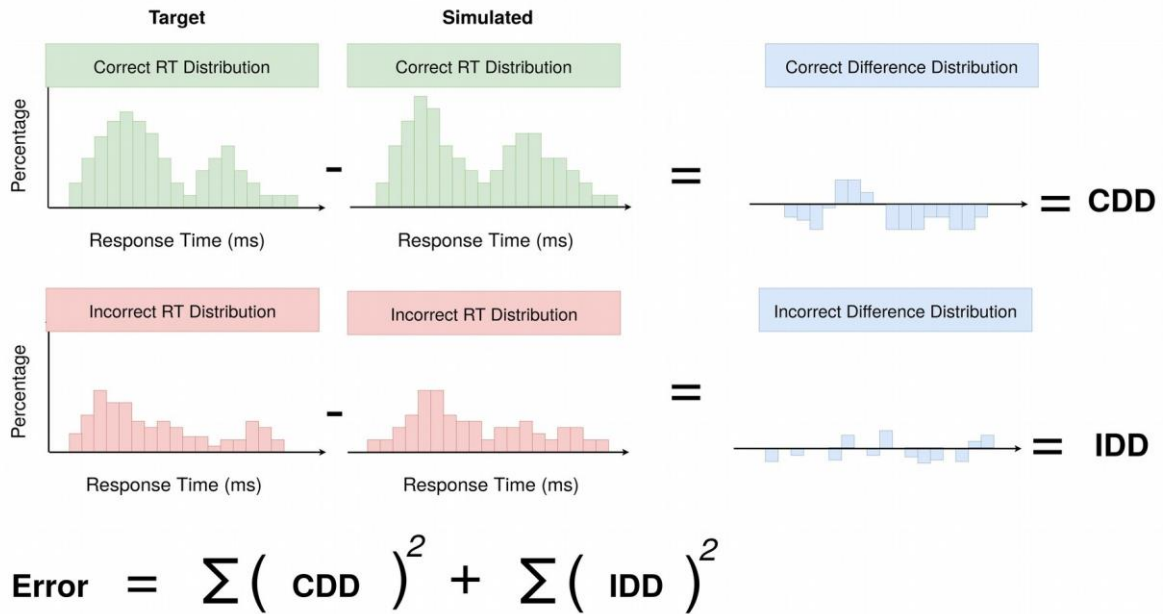 Target
Simulated
Correct RT Distribution
Correct RT Distribution
Correct Difference Distribution
Percentage
-
=
= CDD
Response Time (ms)
Response Time (ms)
Incorrect RT Distribution
Incorrect RT Distribution
Incorrect Difference Distribution
Percentage
-
=
= IDD
Response Time (ms)
Response Time (ms)
Error = ∑( CDD )² + ∑( IDD )²